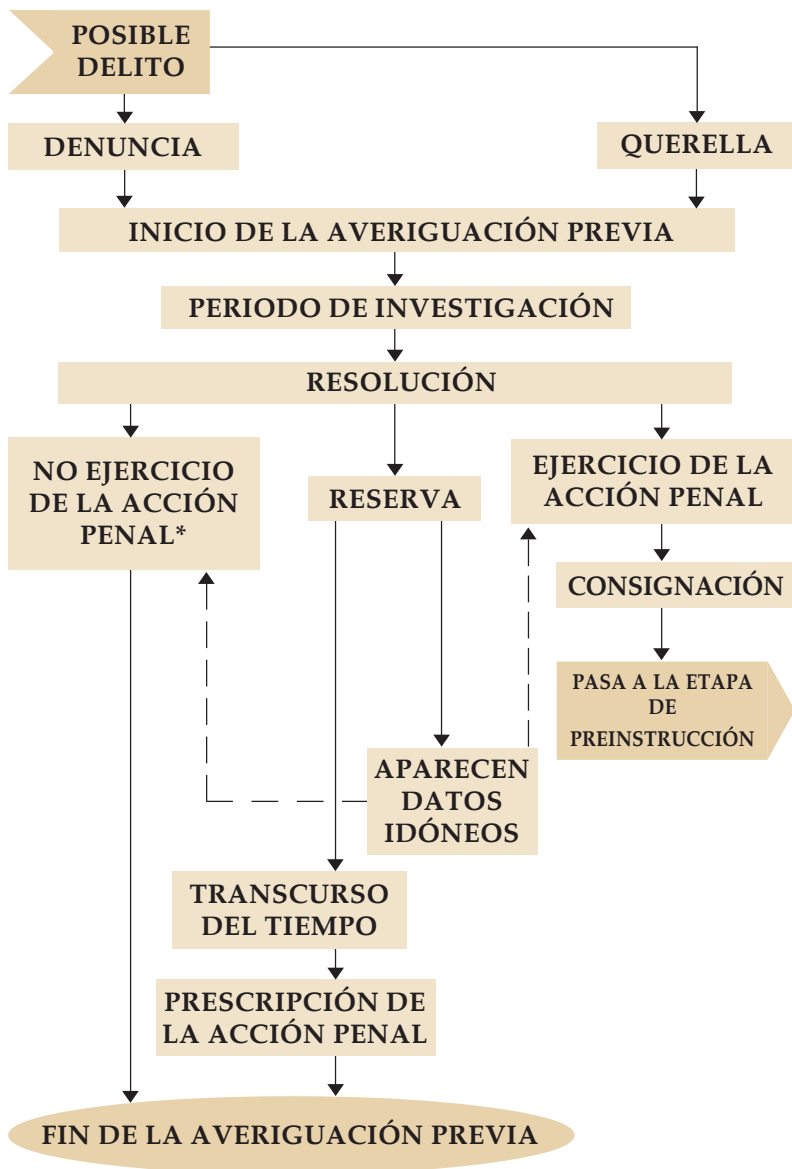 POSIBLE
DELITO
DENUNCIA
QUERELLA
INICIO DE LA AVERIGUACIÓN PREVIA
PERIODO DE INVESTIGACIÓN
RESOLUCIÓN
NO EJERCICIO
DE LA ACCIÓN
PENAL*
RESERVA
EJERCICIO DE LA
ACCIÓN PENAL
CONSIGNACIÓN
PASA A LA ETAPA
DE
PREINSTRUCCIÓN
APARECEN
DATOS
IDÓNEOS
TRANSCURSO
DEL TIEMPO
PRESCRIPCIÓN DE
LA ACCIÓN PENAL
FIN DE LA AVERIGUACIÓN PREVIA